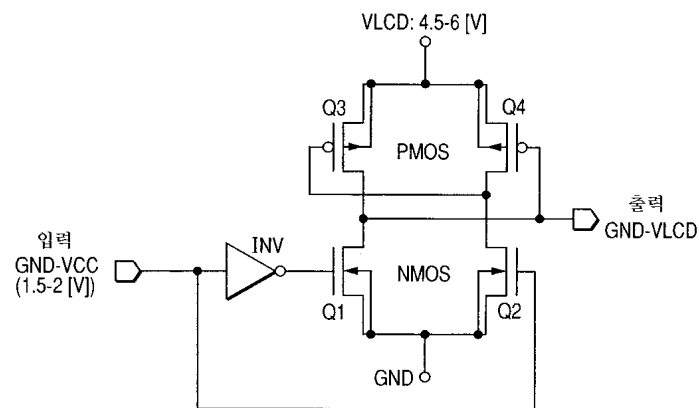 VLCD: 4.5-6 [V]
Q3
Q4
PMOS
출력
GND-VLCD
입력
GND-VCC
(1.5-2 [V])
INV
NMOS
Q1
Q2
GND